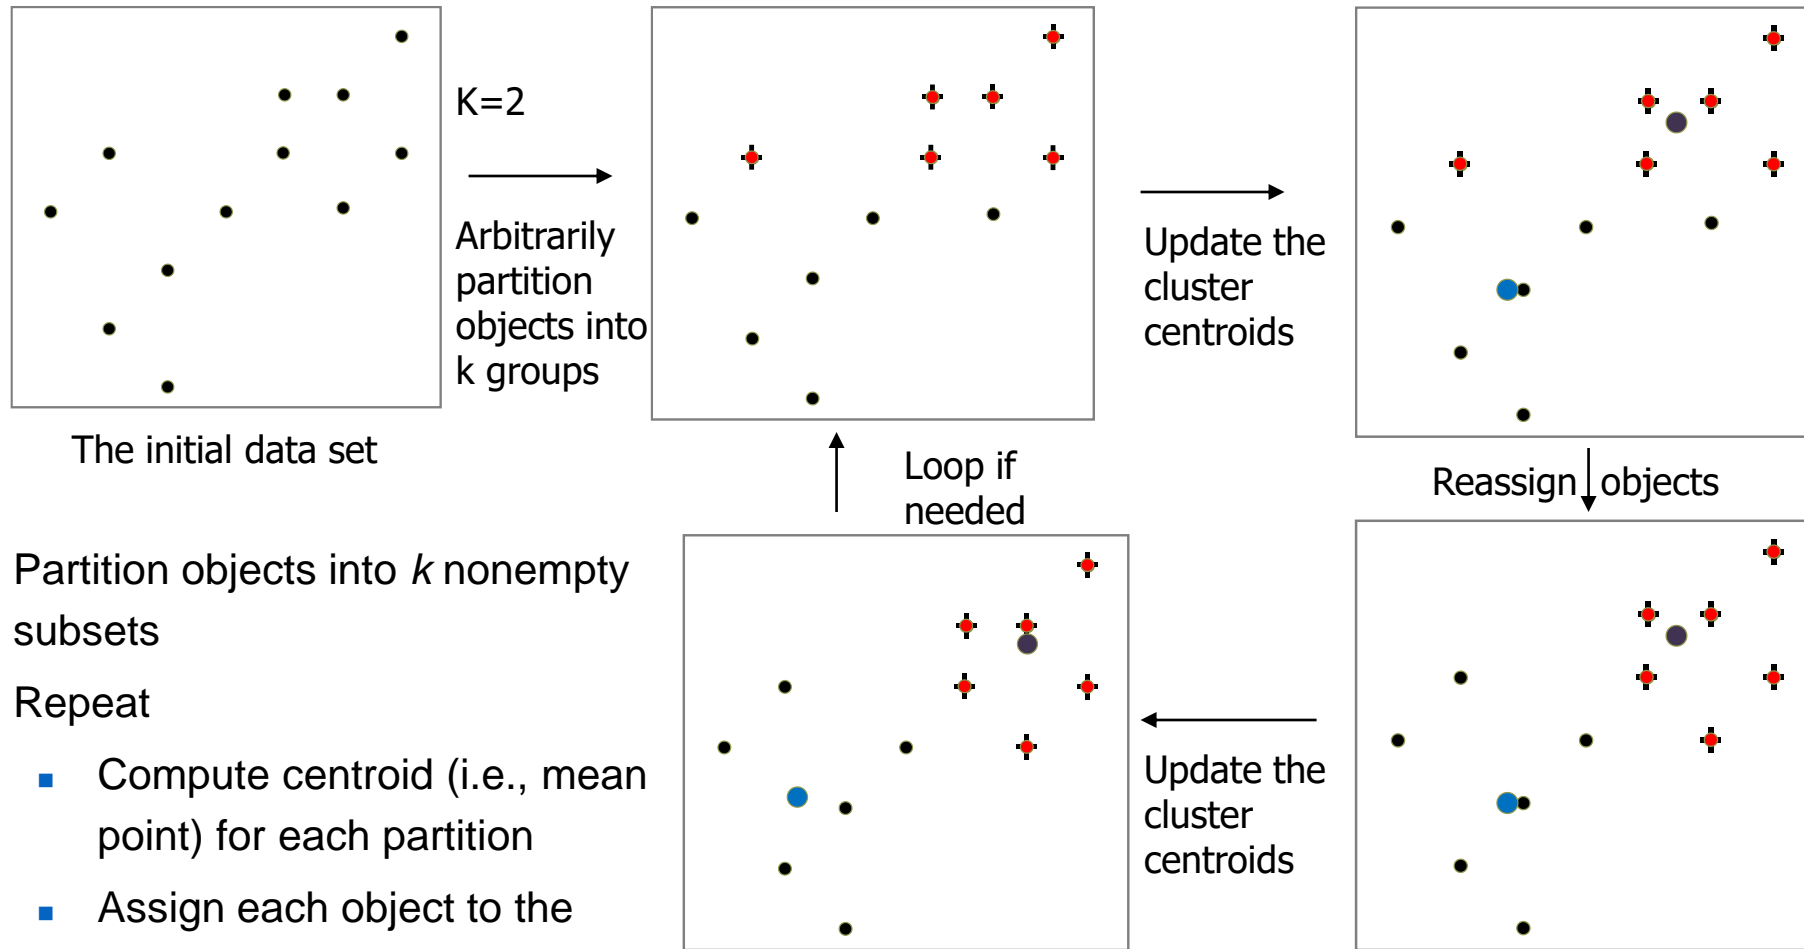 K=2
Arbitrarily
partition
objects into
k groups
Update the
cluster
centroids
The initial data set
Loop if
needed
Reassign objects
Update the
cluster
centroids
Partition objects into k nonempty
subsets
Repeat
■ Compute centroid (i.e., mean
point) for each partition
■ Assign each object to the